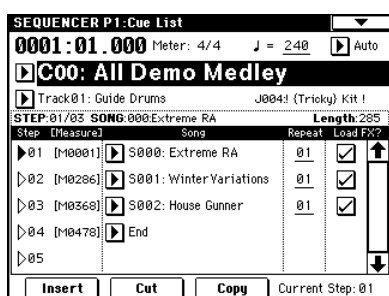 SEQUENCER P1:Cue List
0001:01.000 Meter: 4/4 ♩ = 240 Auto
C00: All Demo Medley
Track01: Guide Drums J004:! {Tricky} Kit !
STEP:01/03 SONG:000:Extreme RA Length:285
Step [Measure] Song Repeat Load FX?
01 [M0001] S000: Extreme RA 01
02 [M0286] S001: WinterVariations 01
03 [M0368] S002: House Gunner 01
04 [M0478] End
05
Insert Cut Copy Current Step: 01